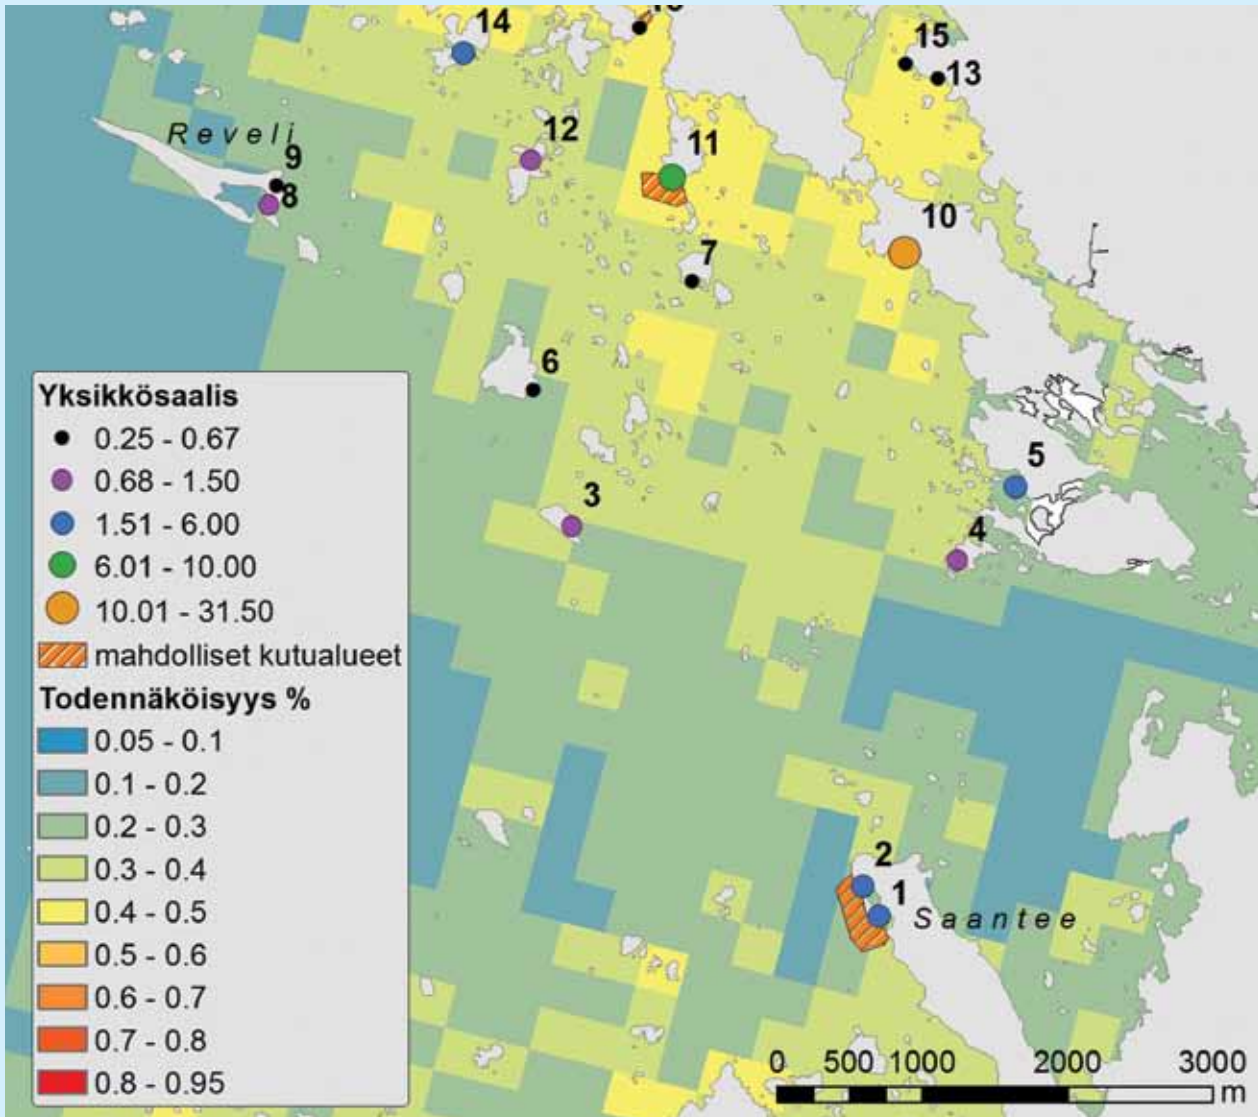 14
15
13
12
11
Reveli
9
8
10
7
6
5
3
4
2
1
Saantee
Yksikkösaalis
0.25 - 0.67
0.68 - 1.50
1.51 - 6.00
6.01 - 10.00
10.01 - 31.50
mahdolliset kutualueet
Todennäköisyys %
0.05 - 0.1
0.1 - 0.2
0.2 - 0.3
0.3 - 0.4
0.4 - 0.5
0.5 - 0.6
0.6 - 0.7
0.7 - 0.8
0.8 - 0.95
0 500 1000 2000 3000
m